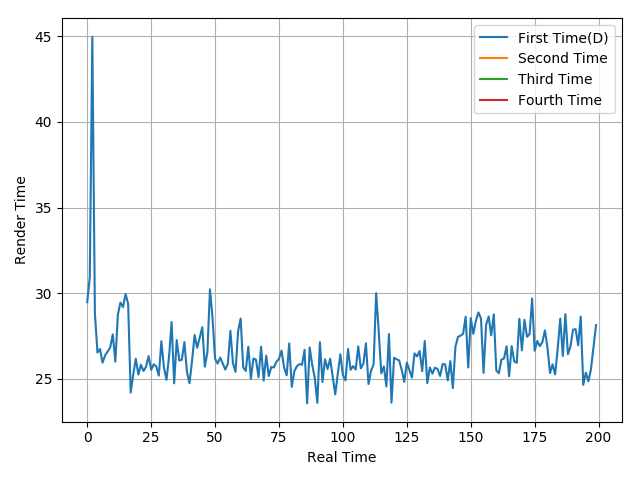 First Time(D)
Second Time
Third Time
Fourth Time
Render Time
45
40
35
30
25
0 25 50 75 100 125 150 175 200
Real Time